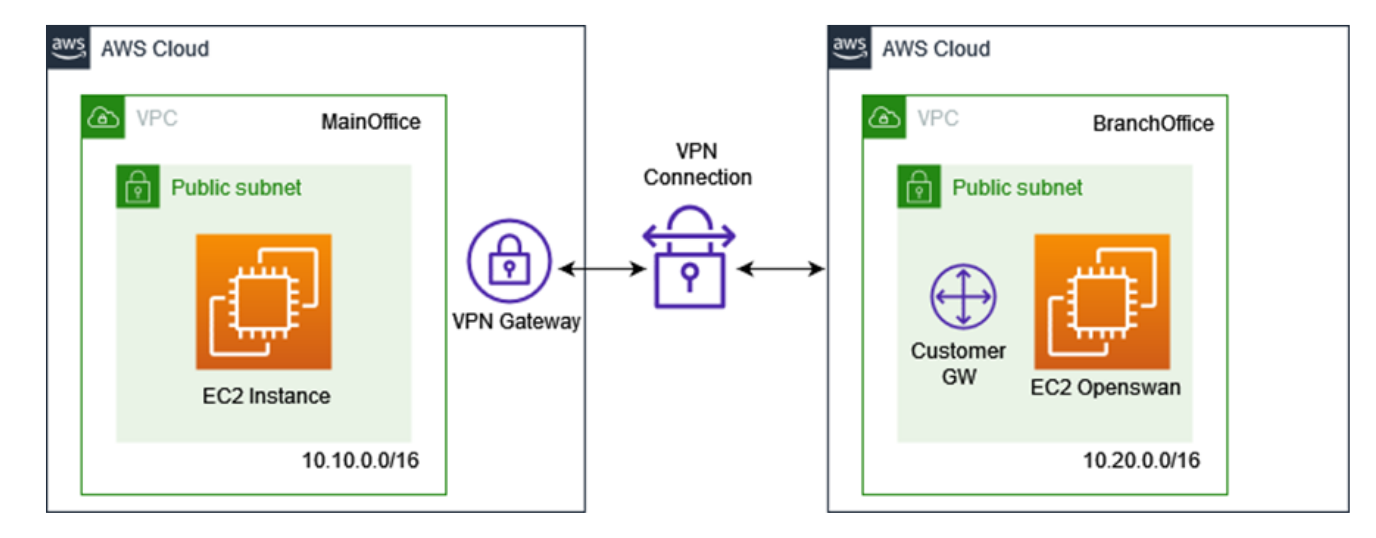 aws AWS Cloud
VPC
MainOffice
Public subnet
EC2 Instance
10.10.0.0/16
VPN Gateway
VPN
Connection
aws AWS Cloud
VPC
BranchOffice
Public subnet
Customer
GW
EC2 Openswan
10.20.0.0/16